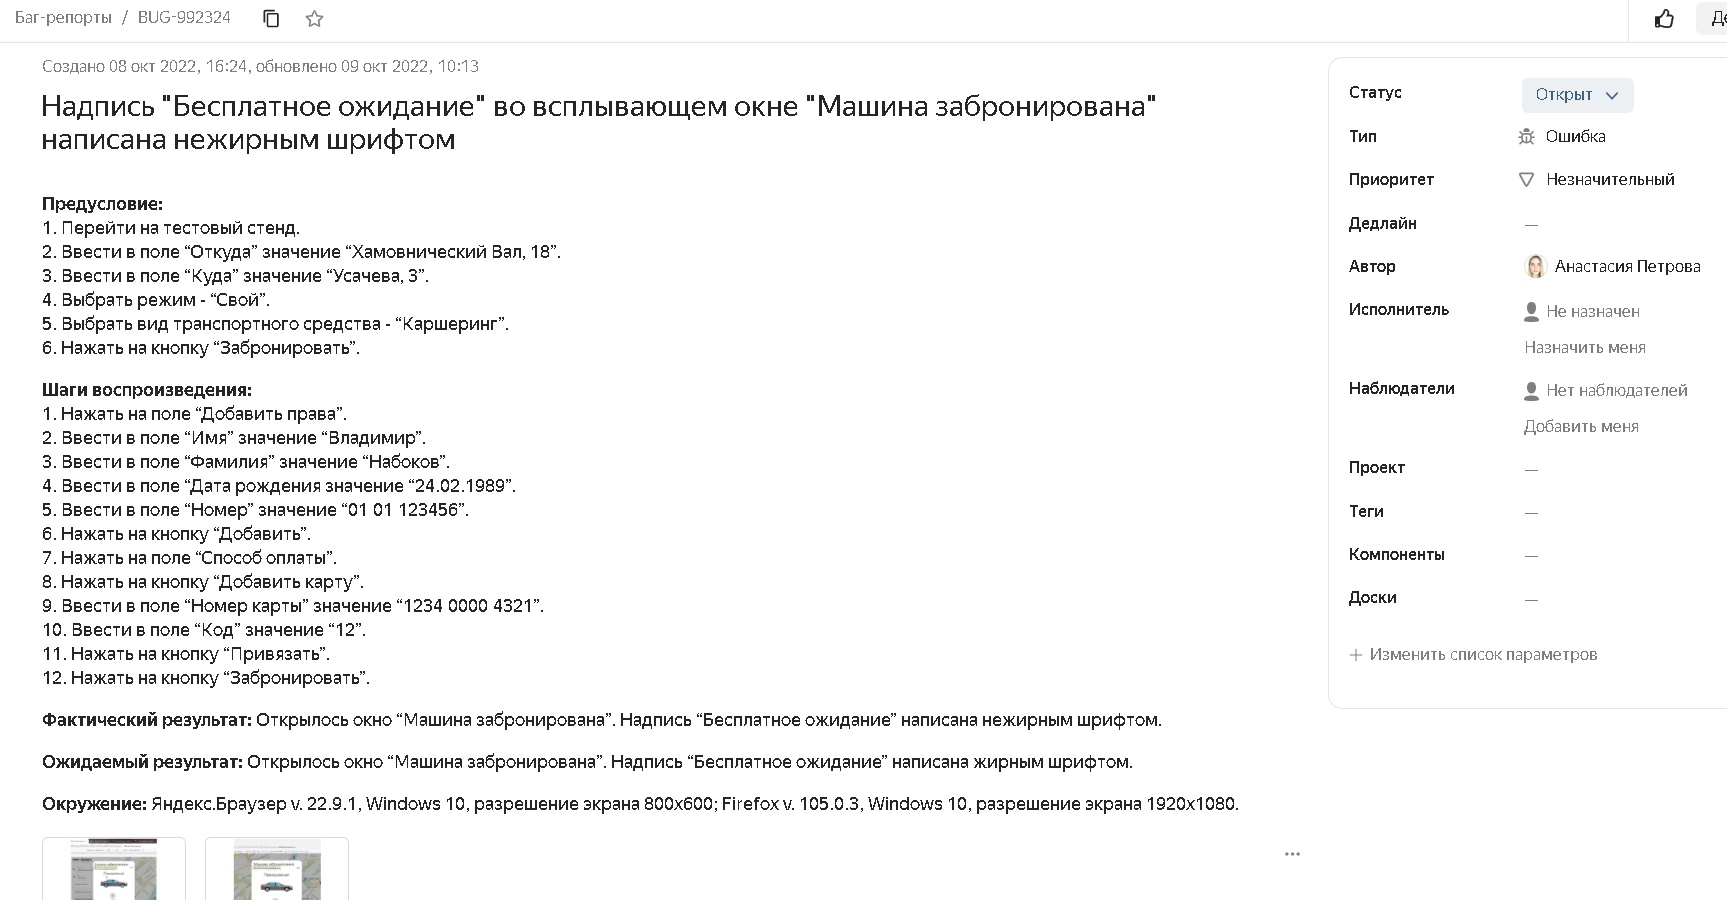 Баг-репорты / BUG-992324
Создано 08 окт 2022, 16:24, обновлено 09 окт 2022, 10:13
Надпись "Бесплатное ожидание" во всплывающем окне "Машина забронирована"
написана нежирным шрифтом
Предусловие:
1. Перейти на тестовый стенд.
2. Ввести в поле “Откуда” значение “Хамовнический Вал, 18”.
3. Ввести в поле “Куда” значение “Усачева, 3”.
4. Выбрать режим - “Свой”.
5. Выбрать вид транспортного средства - “Каршеринг”.
6. Нажать на кнопку “Забронировать”.
Шаги воспроизведения:
1. Нажать на поле “Добавить права”.
2. Ввести в поле “Имя” значение “Владимир”.
3. Ввести в поле “Фамилия” значение “Набоков”.
4. Ввести в поле “Дата рождения значение “24.02.1989”.
5. Ввести в поле “Номер” значение “01 01 123456”.
6. Нажать на кнопку “Добавить”.
7. Нажать на поле “Способ оплаты”.
8. Нажать на кнопку “Добавить карту”.
9. Ввести в поле “Номер карты” значение “1234 0000 4321”.
10. Ввести в поле “Код” значение “12”.
11. Нажать на кнопку “Привязать”.
12. Нажать на кнопку “Забронировать”.
Фактический результат: Открылось окно “Машина забронирована”. Надпись “Бесплатное ожидание” написана нежирным шрифтом.
Ожидаемый результат: Открылось окно “Машина забронирована”. Надпись “Бесплатное ожидание” написана жирным шрифтом.
Окружение: Яндекс.Браузер v. 22.9.1, Windows 10, разрешение экрана 800x600; Firefox v. 105.0.3, Windows 10, разрешение экрана 1920x1080.
Статус Открыт
Тип Ошибка
Приоритет Незначительный
Дедлайн —
Автор Анастасия Петрова
Исполнитель Не назначен
Назначить меня
Наблюдатели Нет наблюдателей
Добавить меня
Проект —
Теги —
Компоненты —
Доски —
+ Изменить список параметров